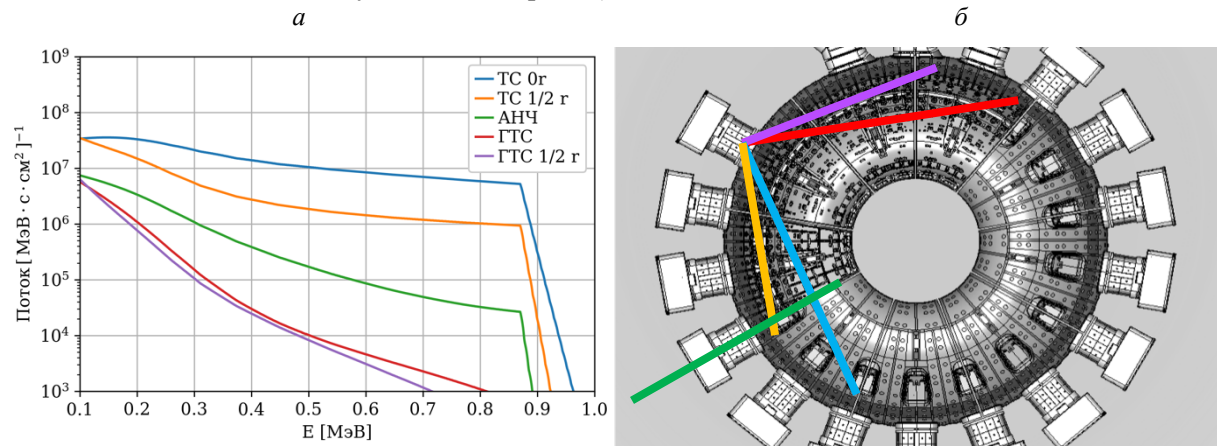 а
б
10⁹
10⁸
10⁷
10⁶
10⁵
10⁴
10³
Поток [ МэВ · с · см² ]⁻¹
ТС 0r
ТС 1/2 r
АНЧ
ГТС
ГТС 1/2 r
0.1 0.2 0.3 0.4 0.5 0.6 0.7 0.8 0.9 1.0
E [МэВ]